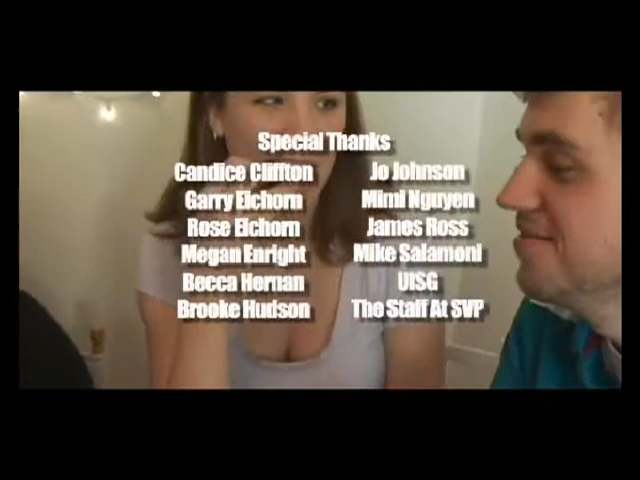 Special Thanks
Candice Cliffton
Garry Eichorn
Rose Eichorn
Megan Enright
Becca Hernan
Brooke Hudson
Jo Johnson
Mimi Nguyen
James Ross
Mike Salamoni
UISG
The Staff At SVP